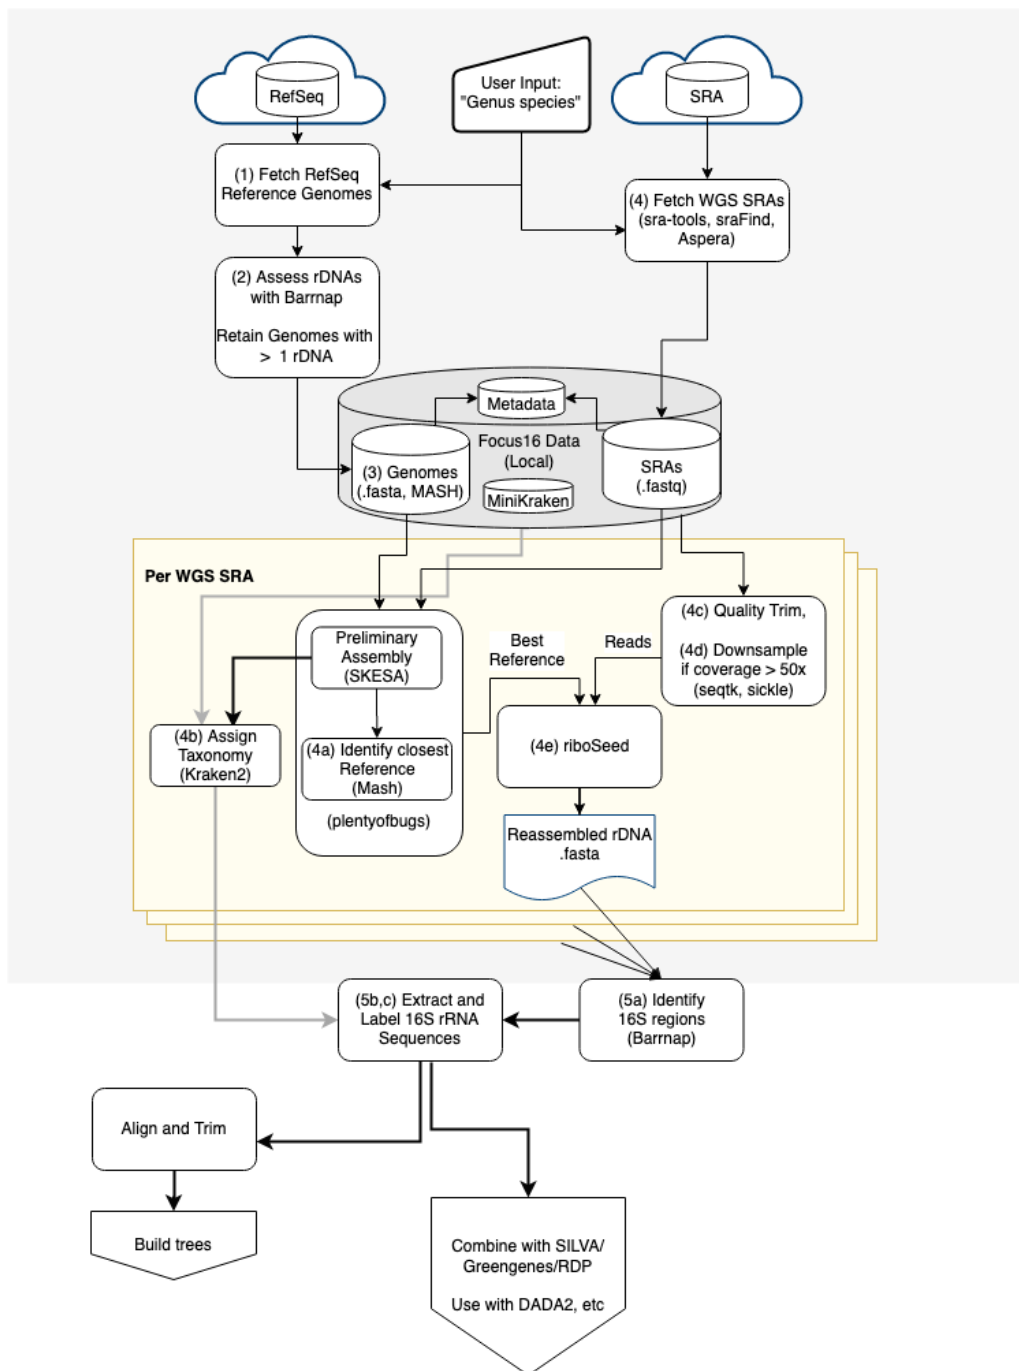 RefSeq
User Input:
"Genus species"
SRA
(1) Fetch RefSeq
Reference Genomes
(4) Fetch WGS SRAs
(sra-tools, sraFind,
Aspera)
(2) Assess rDNAs
with Barrnap
Retain Genomes with
> 1 rDNA
Metadata
Focus16 Data
(Local)
(3) Genomes
(.fasta, MASH)
MiniKraken
SRAs
(.fastq)
Per WGS SRA
Preliminary
Assembly
(SKESA)
Best
Reference
Reads
(4c) Quality Trim,
(4d) Downsample
if coverage > 50x
(seqtk, sickle)
(4b) Assign
Taxonomy
(Kraken2)
(4a) Identify closest
Reference
(Mash)
(plentyofbugs)
(4e) riboSeed
Reassembled rDNA
.fasta
(5b,c) Extract and
Label 16S rRNA
Sequences
(5a) Identify
16S regions
(Barrnap)
Align and Trim
Build trees
Combine with SILVA/
Greengenes/RDP
Use with DADA2, etc